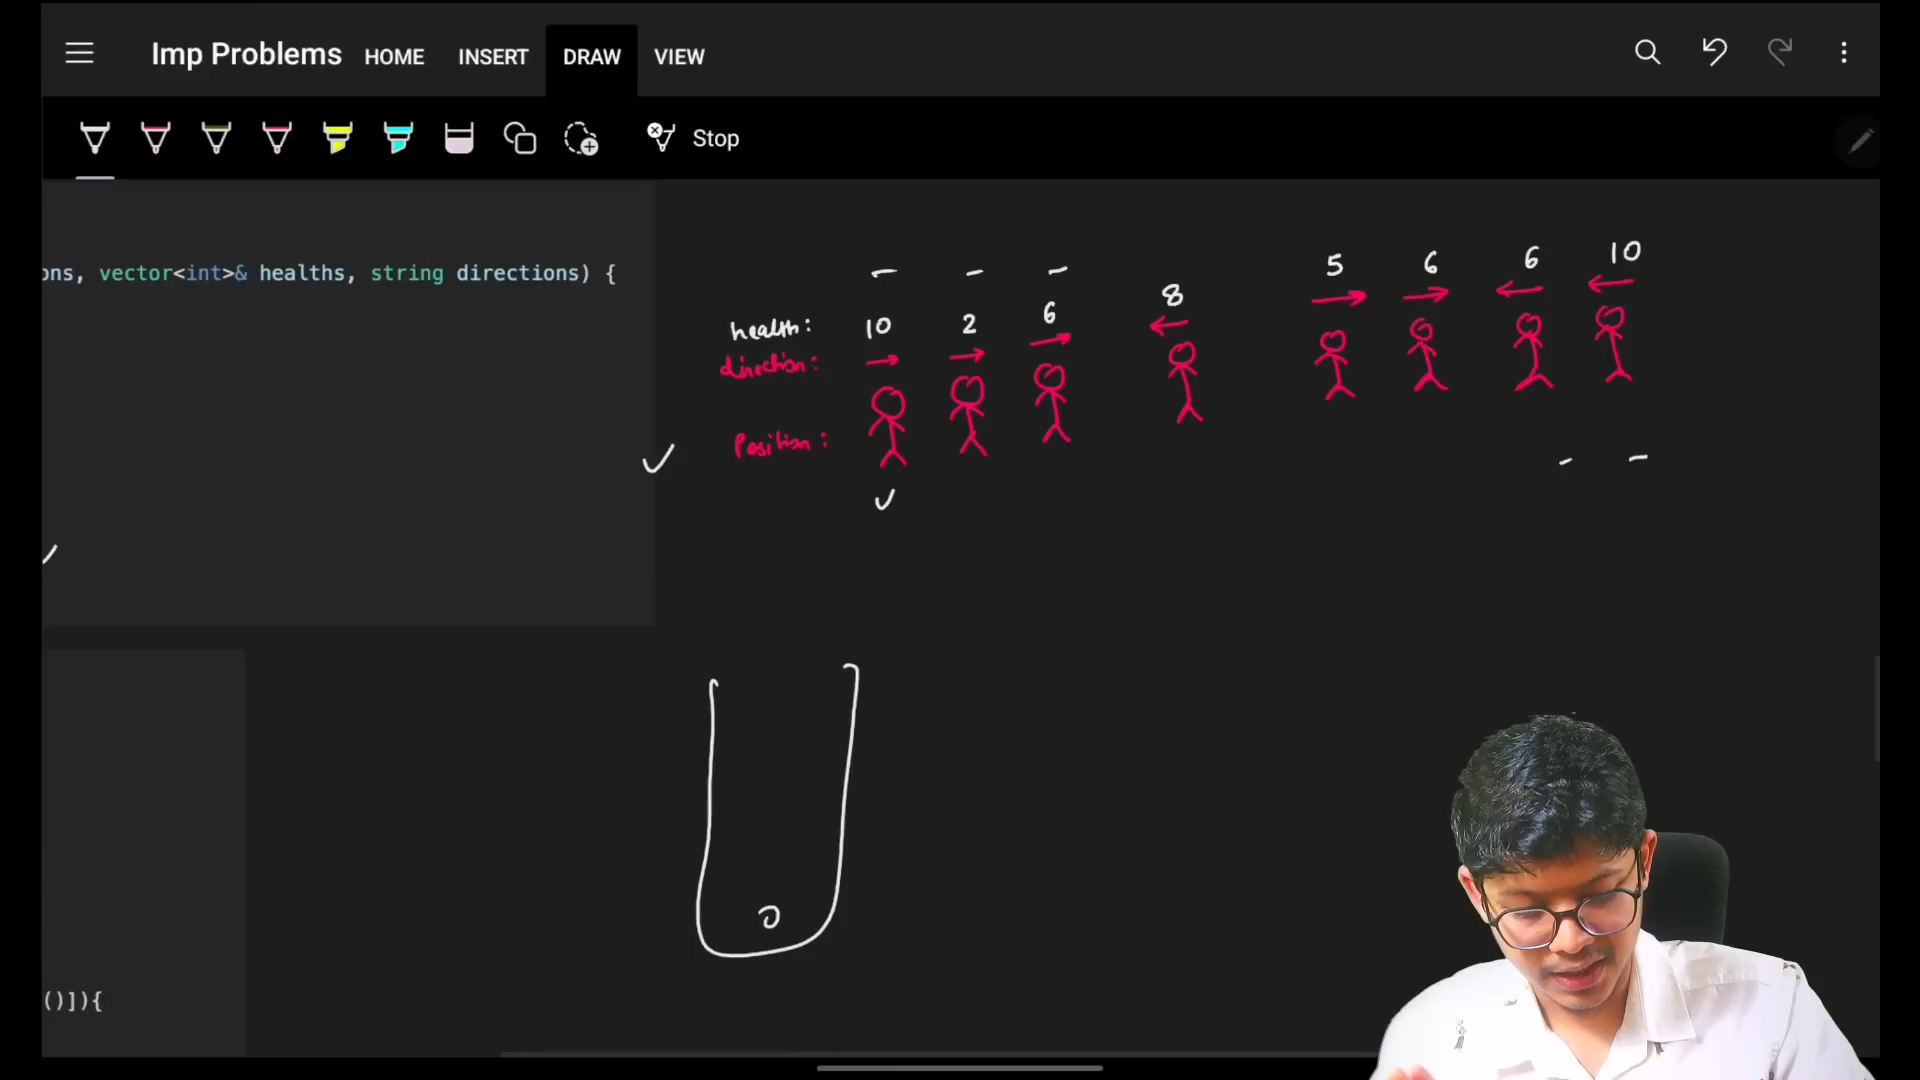 Imp Problems HOME INSERT DRAW VIEW
Stop
ons, vector<int>& healths, string directions) {
health: 10 2 6 8 5 6 6 10
direction:
Position:
0
()]){